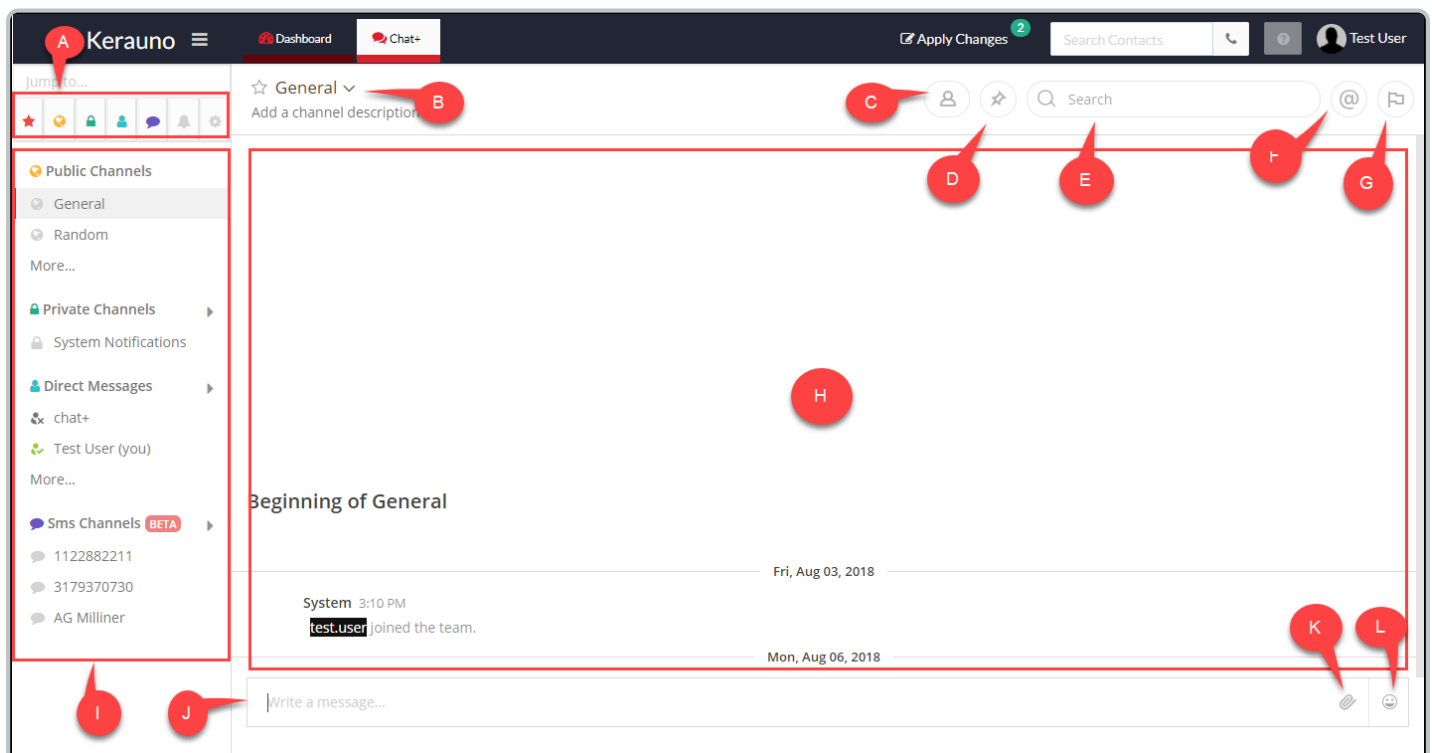 A Kerauno Dashboard Chat+ Apply Changes 2 Search Contacts ? Test User
Jump to...
General B
Add a channel description
C Search @
D E F G
Public Channels
General
Random
More...
Private Channels
System Notifications
Direct Messages
chat+
Test User (you)
More...
Sms Channels BETA
1122882211
3179370730
AG Milliner
H
Beginning of General
Fri, Aug 03, 2018
System 3:10 PM
test.user joined the team.
Mon, Aug 06, 2018
K L
I J Write a message...